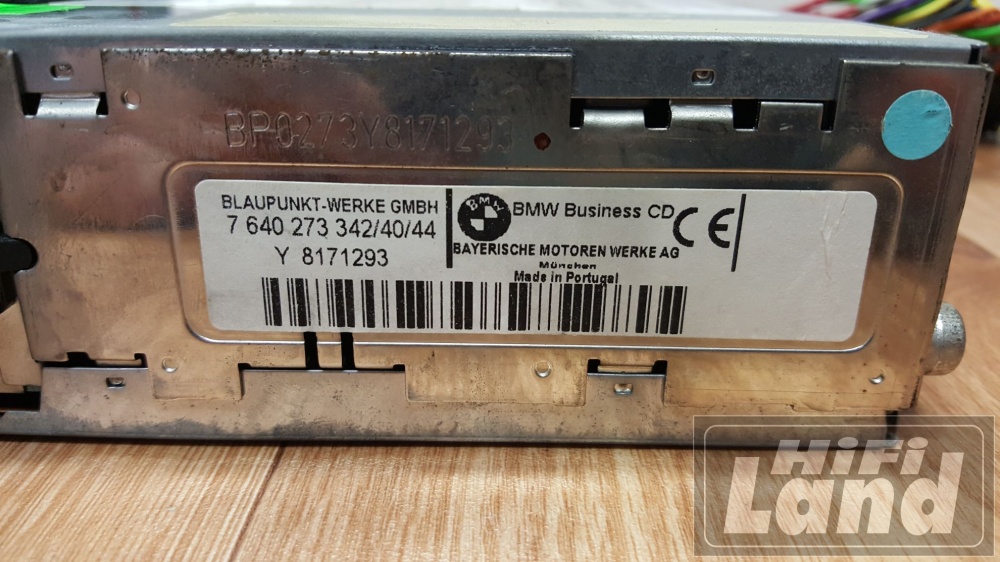 BP0273Y8171293
BLAUPUNKT-WERKE GMBH
7 640 273 342/40/44
Y 8171293
BMW
BMW Business CD
CE
BAYERISCHE MOTOREN WERKE AG
München
Made in Portugal
HiFi
Land